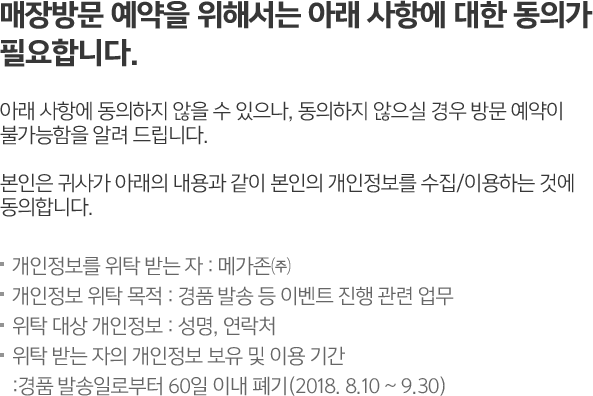 매장방문 예약을 위해서는 아래 사항에 대한 동의가
필요합니다.
아래 사항에 동의하지 않을 수 있으나, 동의하지 않으실 경우 방문 예약이
불가능함을 알려 드립니다.
본인은 귀사가 아래의 내용과 같이 본인의 개인정보를 수집/이용하는 것에
동의합니다.
▪ 개인정보를 위탁 받는 자 : 메가존㈜
▪ 개인정보 위탁 목적 : 경품 발송 등 이벤트 진행 관련 업무
▪ 위탁 대상 개인정보 : 성명, 연락처
▪ 위탁 받는 자의 개인정보 보유 및 이용 기간
:경품 발송일로부터 60일 이내 폐기(2018. 8.10 ~ 9.30)